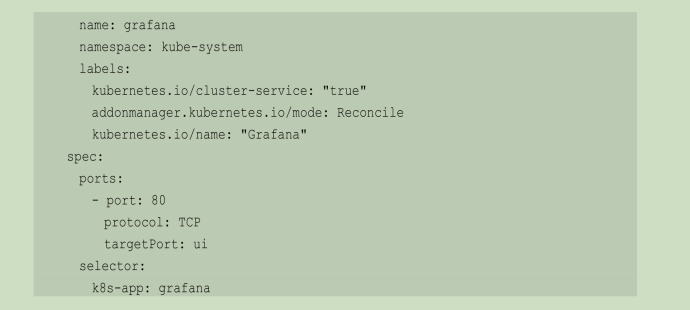 name: grafana
namespace: kube-system
labels:
kubernetes.io/cluster-service: "true"
addonmanager.kubernetes.io/mode: Reconcile
kubernetes.io/name: "Grafana"
spec:
ports:
- port: 80
protocol: TCP
targetPort: ui
selector:
k8s-app: grafana